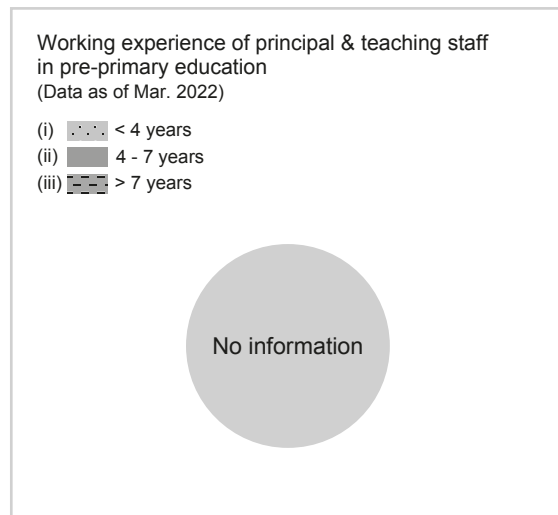 Working experience of principal & teaching staff
in pre-primary education
(Data as of Mar. 2022)
(i) < 4 years
(ii) 4 - 7 years
(iii) > 7 years
No information